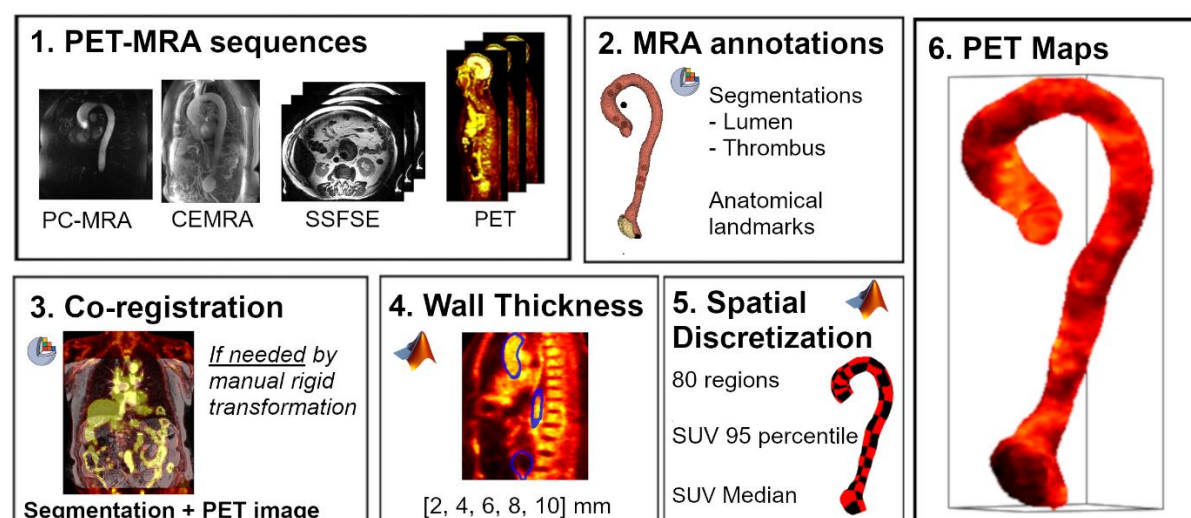 1. PET-MRA sequences
PC-MRA
CEMRA
SSFSE
PET
2. MRA annotations
Segmentations
- Lumen
- Thrombus
Anatomical
landmarks
3. Co-registration
If needed by
manual rigid
transformation
Segmentation + PET image
4. Wall Thickness
[2, 4, 6, 8, 10] mm
5. Spatial
Discretization
80 regions
SUV 95 percentile
SUV Median
6. PET Maps